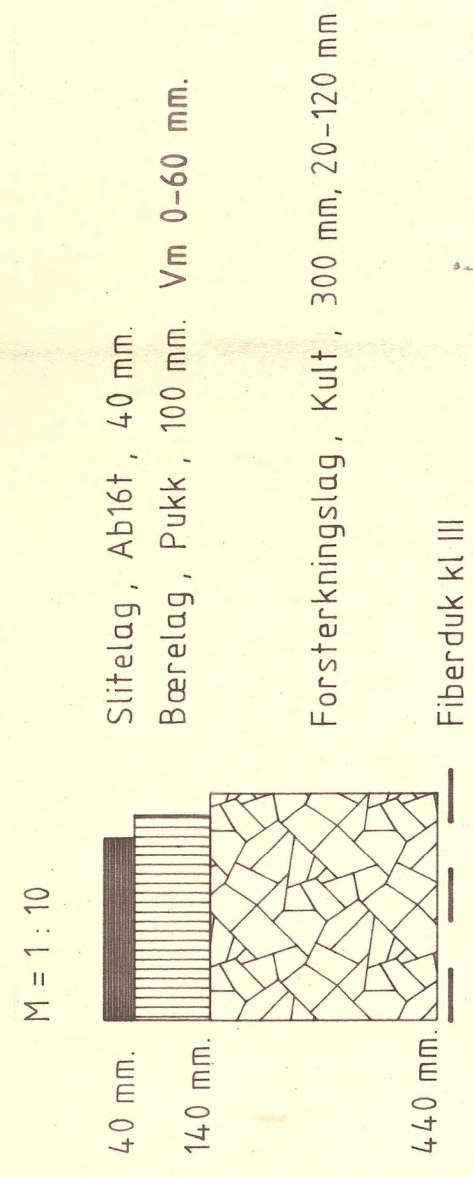 M = 1 : 10
40 mm.
Slitelag , Ab16t , 40 mm.
Bærelag , Pukk , 100 mm. Vm 0-60 mm.
140 mm.
Forsterkningslag , Kult , 300 mm, 20-120 mm
440 mm.
Fiberduk kl III